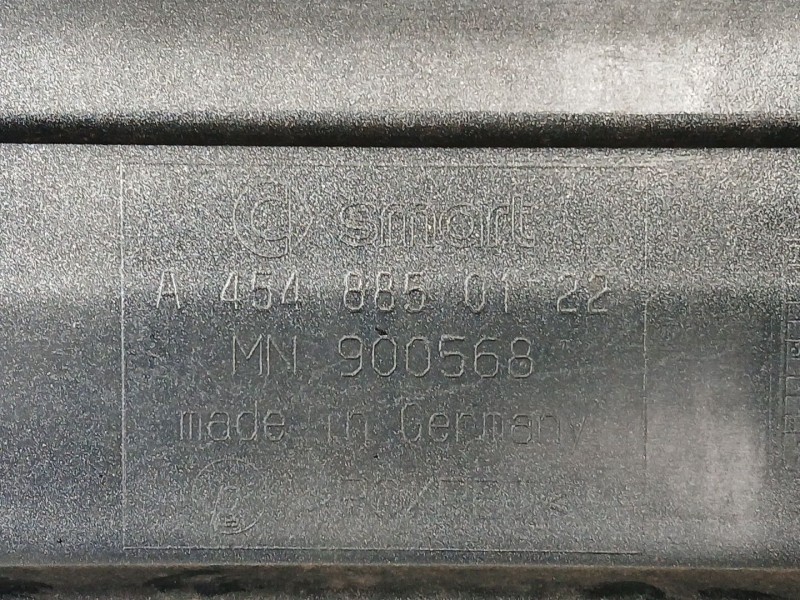 smart
A 454 885 01 22
MN 900568
made in Germany